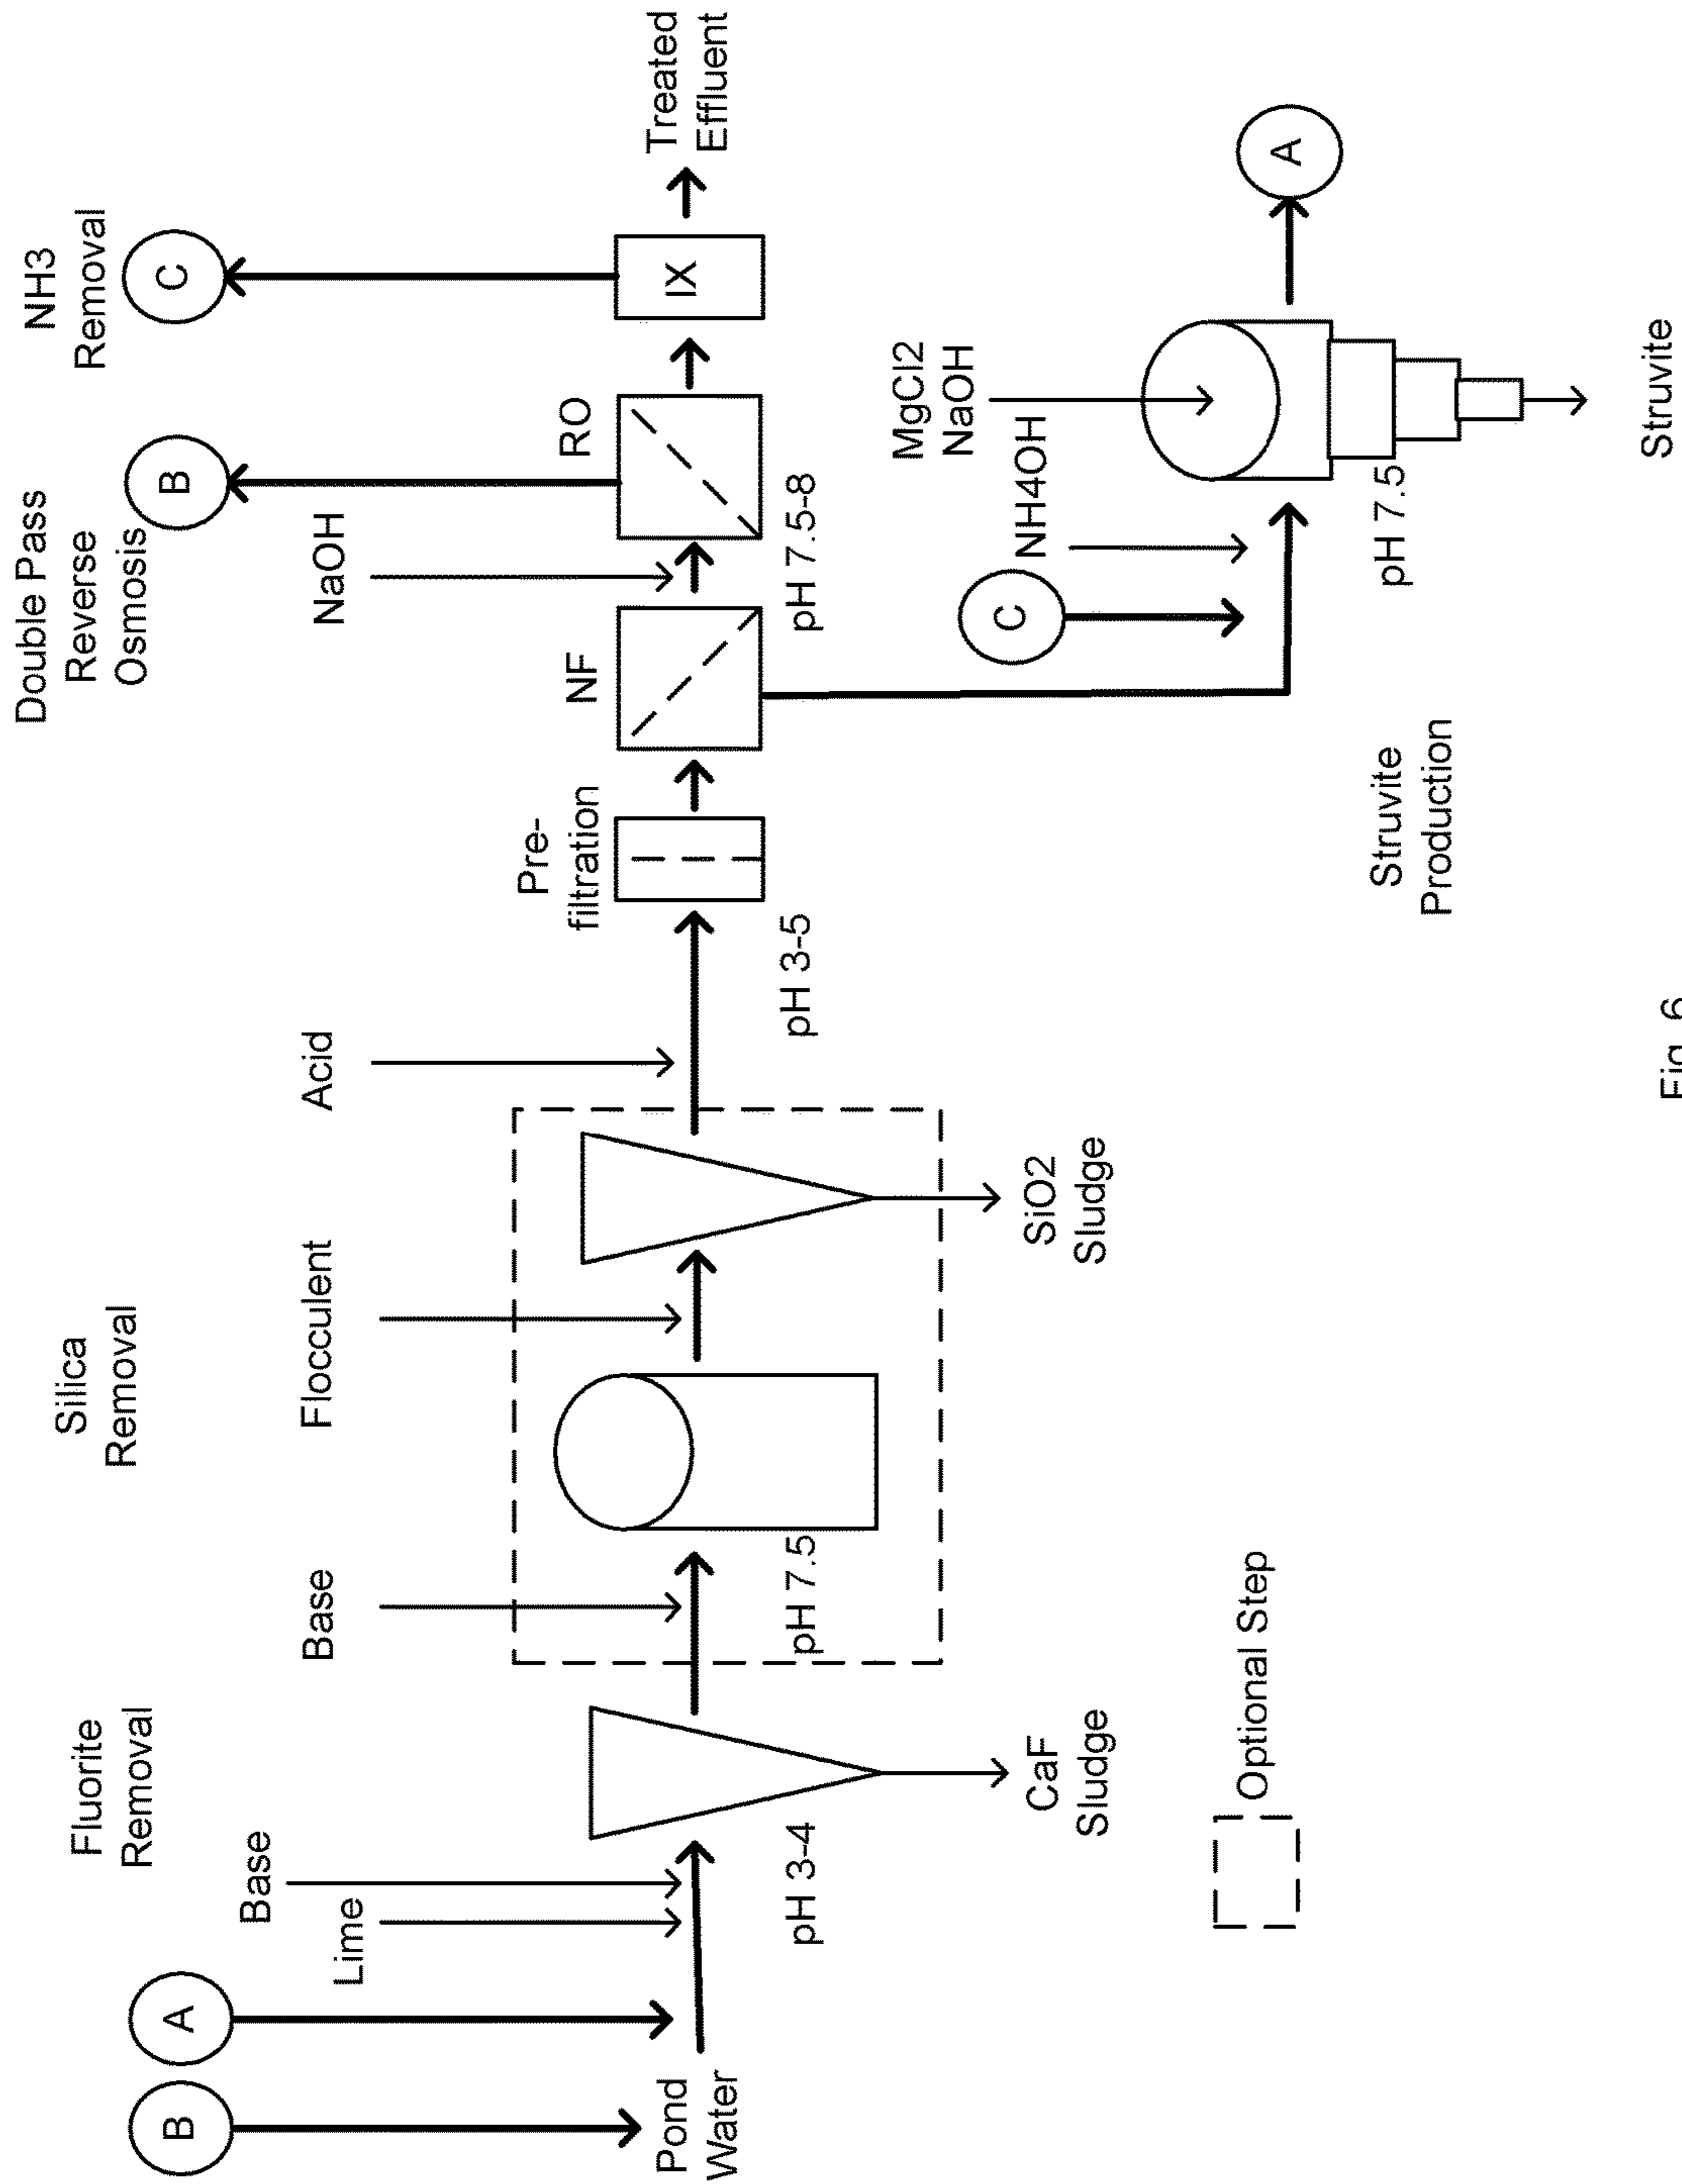 Fluorite
Removal
Silica
Removal
Double Pass
Reverse
Osmosis
NH3
Removal
B
A
Base
Lime
Base
Flocculent
Acid
NaOH
B
C
Pond
Water
pH 3-4
CaF
Sludge
pH 7.5
SiO2
Sludge
pH 3-5
Pre-
filtration
NF
RO
pH 7.5-8
IX
Treated
Effluent
Optional Step
Struvite
Production
C
NH4OH
MgCl2
NaOH
pH 7.5
A
Struvite
Fig. 6